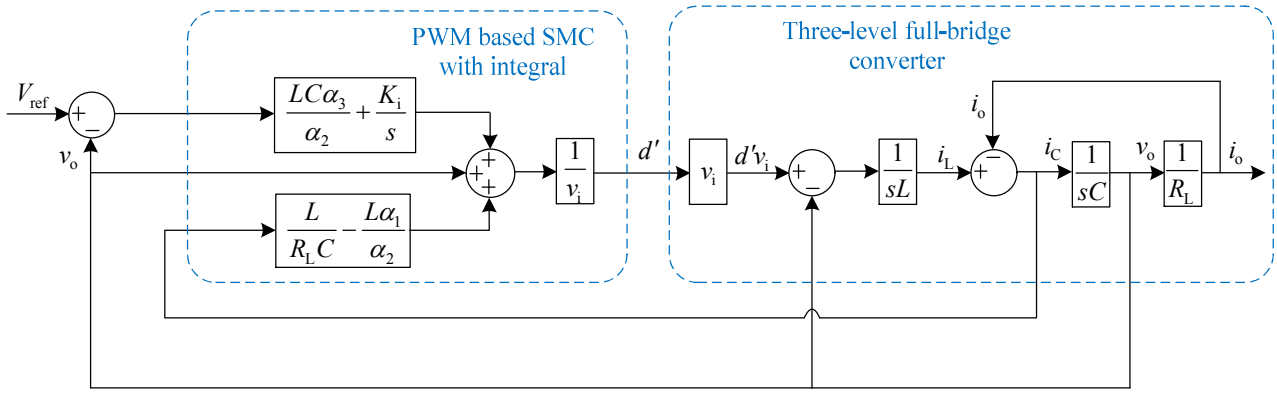 PWM based SMC
with integral
Three-level full-bridge
converter
V_ref
+
−
v_o
LCα_3/α_2 + K_i/s
+
+
+
L/(R_L C) − Lα_1/α_2
1/v_i
d′
v_i
d′v_i
+
−
1/sL
i_L
i_o
+
−
i_C
1/sC
v_o
1/R_L
i_o
i_o